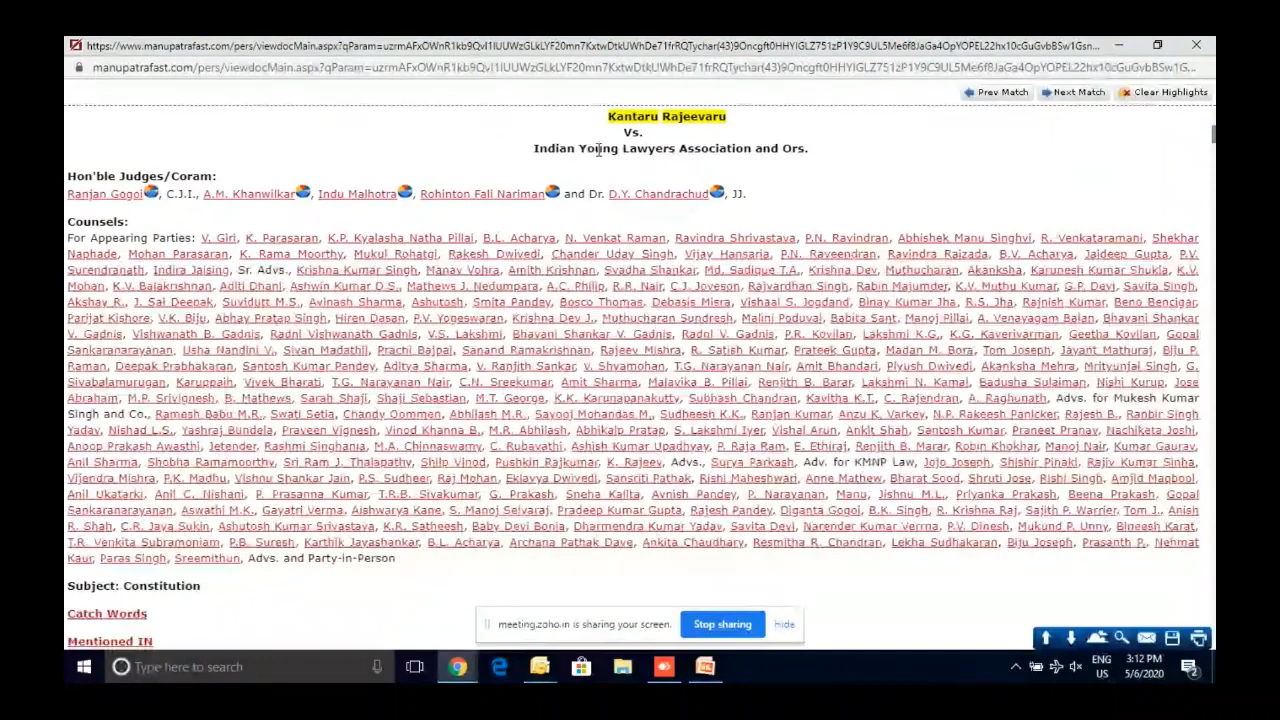 https://www.manupatrafast.com/pers/viewdocMain.aspx?qParam=
manupatrafast.com/pers/viewdocMain.aspx?qParam=
Prev Match Next Match Clear Highlights
Kantaru Rajeevaru
Vs.
Indian Young Lawyers Association and Ors.
Hon'ble Judges/Coram:
Ranjan Gogoi, C.J.I., A.M. Khanwilkar, Indu Malhotra, Rohinton Fali Nariman and Dr. D.Y. Chandrachud, JJ.
Counsels:
For Appearing Parties: V. Giri, K. Parasaran, K.P. Kyalasha Natha Pillai, B.L. Acharya, N. Venkat Raman, Ravindra Shrivastava, P.N. Ravindran, Abhishek Manu Singhvi, R. Venkataramani, Shekhar
Naphade, Mohan Parasaran, K. Rama Moorthy, Mukul Rohatgi, Rakesh Dwivedi, Chander Uday Singh, Vijay Hansaria, P.N. Raveendran, Ravindra Raizada, B.V. Acharya, Jaideep Gupta, P.V.
Surendranath, Indira Jaising, Sr. Advs., Krishna Kumar Singh, Manav Vohra, Amith Krishnan, Svadha Shankar, Md. Sadique T.A., Krishna Dev, Muthucharan, Akanksha, Karunesh Kumar Shukla, K.V.
Mohan, K.V. Balakrishnan, Aditi Dhani, Ashwin Kumar D.S., Mathews J. Nedumpara, A.C. Philip, R.R. Nair, C.J. Joveson, Rajvardhan Singh, Rabin Majumder, K.V. Muthu Kumar, G.P. Devi, Savita Singh,
Akshay R., J. Sai Deepak, Suvidutt M.S., Avinash Sharma, Ashutosh, Smita Pandey, Bosco Thomas, Debasis Misra, Vishaal S. Jogdand, Binay Kumar Jha, R.S. Jha, Rajnish Kumar, Beno Bencigar,
Parijat Kishore, V.K. Biju, Abhay Pratap Singh, Hiren Dasan, P.V. Yogeswaran, Krishna Dev J., Muthucharan Sundresh, Malini Poduval, Babita Sant, Manoj Pillai, A. Venayagam Balan, Bhavani Shankar
V. Gadnis, Vishwanath B. Gadnis, Radni Vishwanath Gadnis, V.S. Lakshmi, Bhavani Shankar V. Gadnis, Radni V. Gadnis, P.R. Kovilan, Lakshmi K.G., K.G. Kaverivarman, Geetha Kovilan, Gopal
Sankaranarayanan, Usha Nandini V., Sivan Madathil, Prachi Bajpai, Sanand Ramakrishnan, Rajeev Mishra, R. Satish Kumar, Prateek Gupta, Madan M. Bora, Tom Joseph, Jayant Muthuraj, Biju P.
Raman, Deepak Prabhakaran, Santosh Kumar Pandey, Aditya Sharma, V. Ranjith Sankar, V. Shyamohan, T.G. Narayanan Nair, Amit Bhandari, Piyush Dwivedi, Akanksha Mehra, Mrityunjai Singh, G.
Sivabalamurugan, Karuppaih, Vivek Bharati, T.G. Narayanan Nair, C.N. Sreekumar, Amit Sharma, Malavika B. Pillai, Renjith B. Barar, Lakshmi N. Kamal, Eadusha Sulaiman, Nishi Kurup, Jose
Abraham, M.P. Srivignesh, B. Mathews, Sarah Shaji, Shaji Sebastian, M.T. George, K.K. Karunapanakutty, Subhash Chandran, Kavitha K.T., C. Rajendran, A. Raghunath, Advs. for Mukesh Kumar
Singh and Co., Ramesh Babu M.R., Swati Setia, Chandy Oommen, Abhilash M.R., Sayooj Mohandas M., Sudheesh K.K., Ranjan Kumar, Anzu K. Varkey, N.P. Rakeesh Panicker, Rajesh B., Ranbir Singh
Yadav, Nishad L.S., Yashraj Bundela, Praveen Vignesh, Vinod Khanna B., M.R. Abhilash, Abhikalp Pratap, S. Lakshmi Iyer, Vishal Arun, Ankit Shah, Santosh Kumar, Praneet Pranav, Nachiketa Joshi,
Anoop Prakash Awasthi, Jetender, Rashmi Singhania, M.A. Chinnaswamy, C. Rubavathi, Ashish Kumar Upadhyay, P. Raja Ram, E. Ethiraj, Renjith B. Marar, Robin Khokhar, Manoj Nair, Kumar Gaurav,
Anil Sharma, Shobha Ramamoorthy, Sri Ram J. Thalapathy, Shilp Vinod, Pushkin Rajkumar, K. Rajeev, Advs., Surya Parkash, Adv. for KMNP Law, Jojo Joseph, Shishir Pinaki, Rajiv Kumar Sinha,
Vijendra Mishra, P.K. Madhu, Vishnu Shankar Jain, P.S. Sudheer, Raj Mohan, Eklavya Dwivedi, Sansriti Pathak, Rishi Maheshwari, Anne Mathew, Bharat Sood, Shruti Jose, Rishi Singh, Amjid Maqbool,
Anil Ukatarki, Anil C. Nishani, P. Prasanna Kumar, T.R.B. Sivakumar, G. Prakash, Sneha Kalita, Avnish Pandey, P. Narayanan, Manu, Jishnu M.L., Priyanka Prakash, Beena Prakash, Gopal
Sankaranarayanan, Aswathi M.K., Gayatri Verma, Aishwarya Kane, S. Manoj Selvaraj, Pradeep Kumar Gupta, Rajesh Pandey, Diganta Gogoi, B.K. Singh, R. Krishna Raj, Sajith P. Warrier, Tom J., Anish
R. Shah, C.R. Jaya Sukin, Ashutosh Kumar Srivastava, K.R. Satheesh, Baby Devi Bonia, Dharmendra Kumar Yadav, Savita Devi, Narender Kumar Verma, P.V. Dinesh, Mukund P. Unny, Bineesh Karat,
T.R. Venkita Subramoniam, P.B. Suresh, Karthik Jayashankar, B.L. Acharya, Archana Pathak Dave, Ankita Chaudhary, Resmitha R. Chandran, Lekha Sudhakaran, Biju Joseph, Prasanth P., Nehmat
Kaur, Paras Singh, Sreemithun, Advs. and Party-in-Person
Subject: Constitution
Catch Words
Mentioned IN
meeting.zoho.in is sharing your screen. Stop sharing hide
Type here to search
ENG
US
3:12 PM
5/6/2020
2